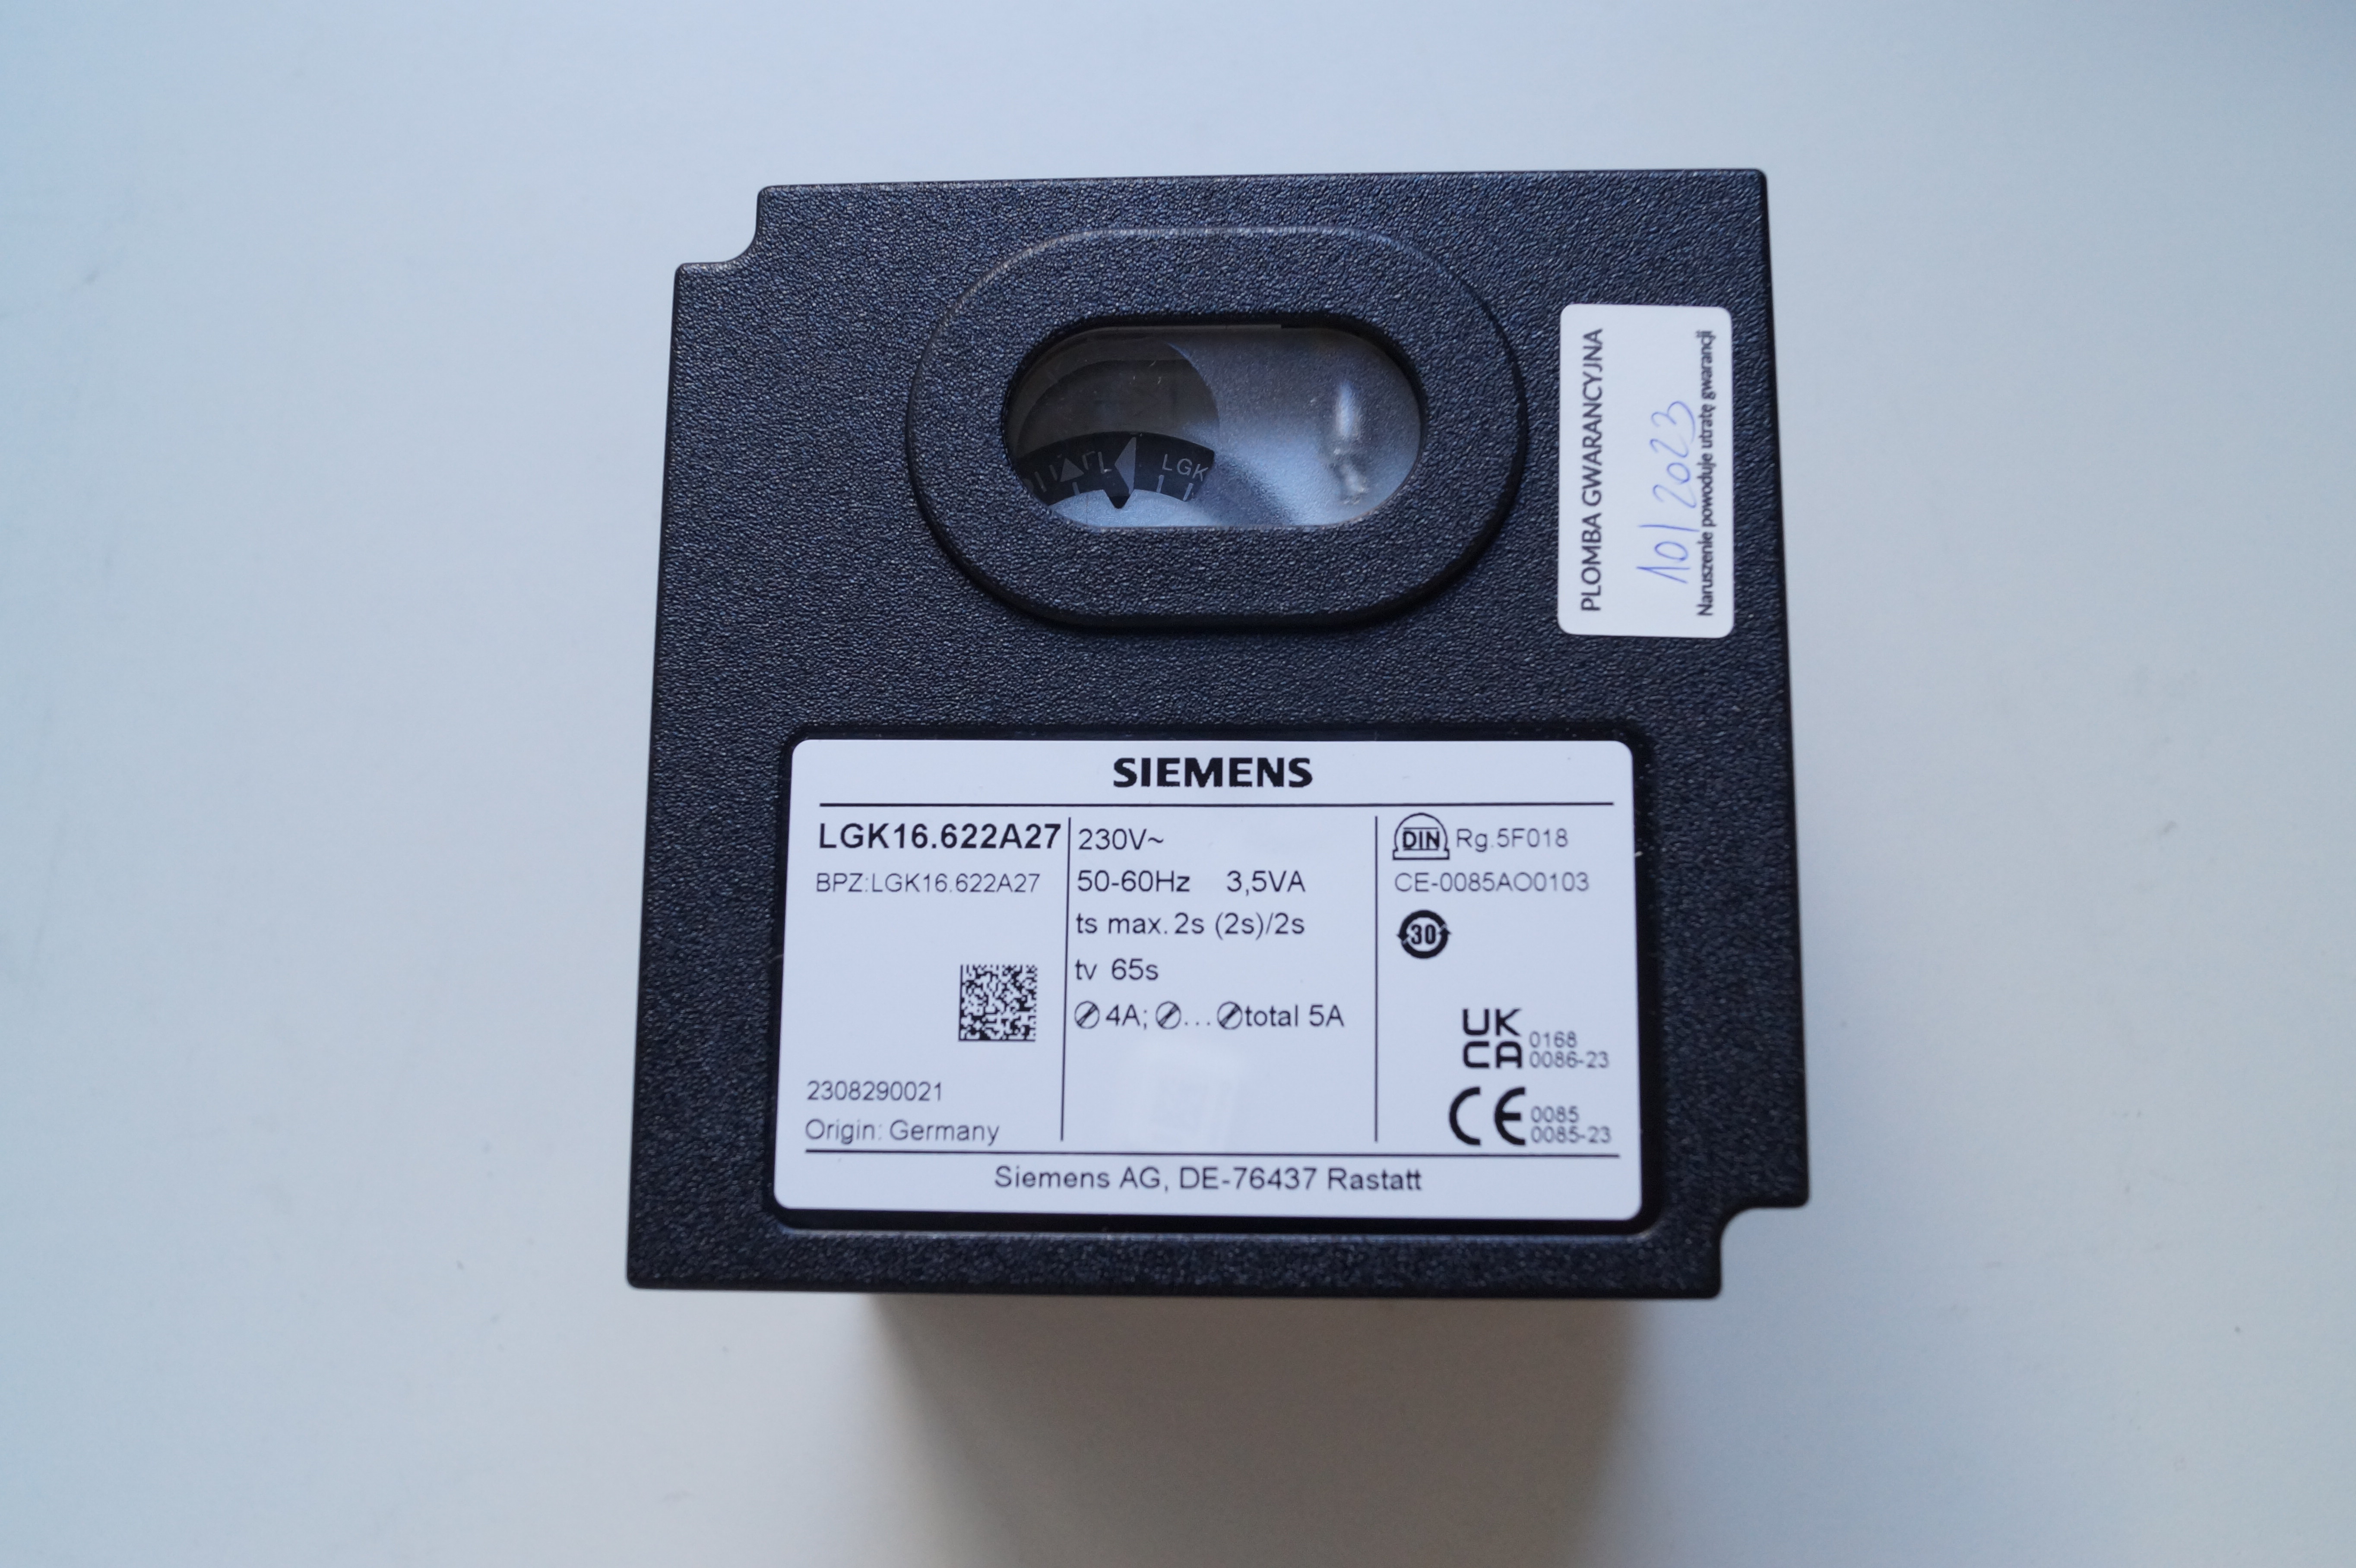 LGK
PLOMBA GWARANCYJNA
10/2023
Naruszenie powoduje utratę gwarancji
SIEMENS
LGK16.622A27
BPZ:LGK16.622A27
2308290021
Origin: Germany
230V~
50-60Hz 3,5VA
ts max. 2s (2s)/2s
tv 65s
4A; ... total 5A
DIN Rg.5F018
CE-0085AO0103
30
UK
CA 0168
0086-23
CE 0085
0085-23
Siemens AG, DE-76437 Rastatt